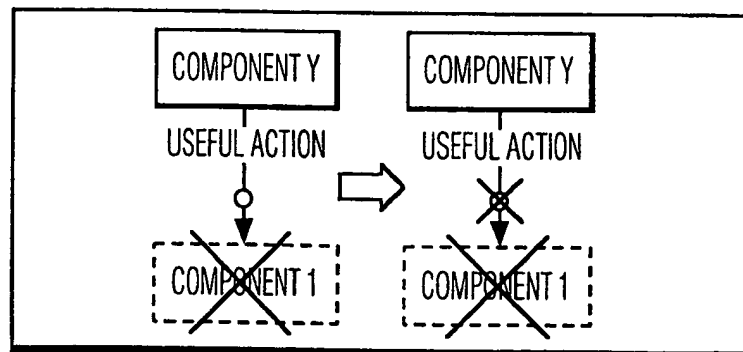 COMPONENT Y
USEFUL ACTION
COMPONENT 1
COMPONENT Y
USEFUL ACTION
COMPONENT 1